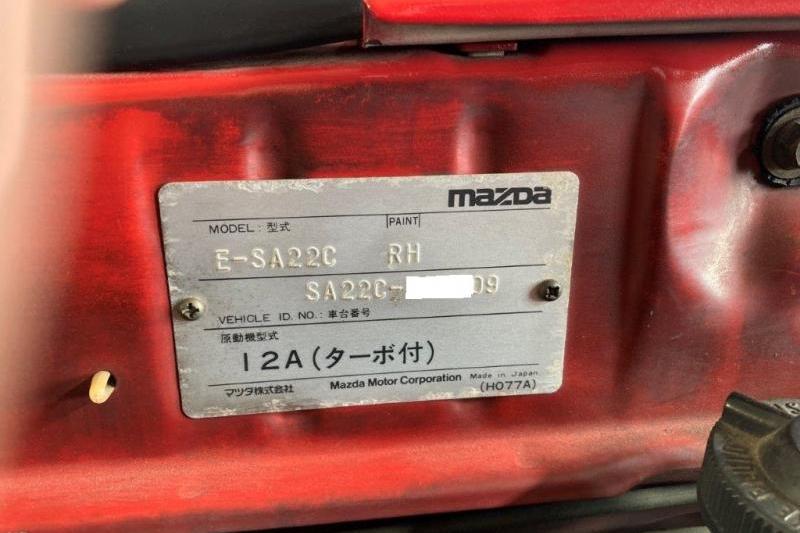 mazda
MODEL: 型式 PAINT
E-SA22C RH
SA22C- 09
VEHICLE ID. NO.: 車台番号
原動機型式
12A(ターボ付)
マツダ株式会社 Mazda Motor Corporation Made in Japan
(H077A)